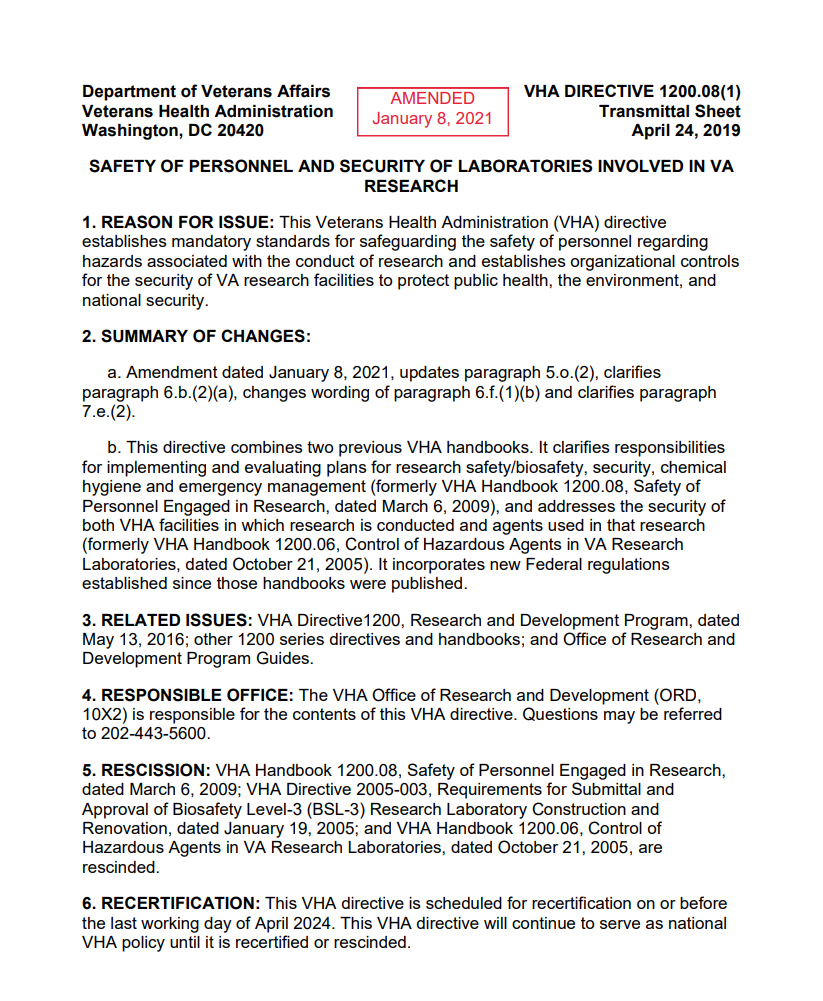 Department of Veterans Affairs
Veterans Health Administration
Washington, DC 20420
AMENDED
January 8, 2021
VHA DIRECTIVE 1200.08(1)
Transmittal Sheet
April 24, 2019
SAFETY OF PERSONNEL AND SECURITY OF LABORATORIES INVOLVED IN VA
RESEARCH
1. REASON FOR ISSUE: This Veterans Health Administration (VHA) directive
establishes mandatory standards for safeguarding the safety of personnel regarding
hazards associated with the conduct of research and establishes organizational controls
for the security of VA research facilities to protect public health, the environment, and
national security.
2. SUMMARY OF CHANGES:
a. Amendment dated January 8, 2021, updates paragraph 5.o.(2), clarifies
paragraph 6.b.(2)(a), changes wording of paragraph 6.f.(1)(b) and clarifies paragraph
7.e.(2).
b. This directive combines two previous VHA handbooks. It clarifies responsibilities
for implementing and evaluating plans for research safety/biosafety, security, chemical
hygiene and emergency management (formerly VHA Handbook 1200.08, Safety of
Personnel Engaged in Research, dated March 6, 2009), and addresses the security of
both VHA facilities in which research is conducted and agents used in that research
(formerly VHA Handbook 1200.06, Control of Hazardous Agents in VA Research
Laboratories, dated October 21, 2005). It incorporates new Federal regulations
established since those handbooks were published.
3. RELATED ISSUES: VHA Directive1200, Research and Development Program, dated
May 13, 2016; other 1200 series directives and handbooks; and Office of Research and
Development Program Guides.
4. RESPONSIBLE OFFICE: The VHA Office of Research and Development (ORD,
10X2) is responsible for the contents of this VHA directive. Questions may be referred
to 202-443-5600.
5. RESCISSION: VHA Handbook 1200.08, Safety of Personnel Engaged in Research,
dated March 6, 2009; VHA Directive 2005-003, Requirements for Submittal and
Approval of Biosafety Level-3 (BSL-3) Research Laboratory Construction and
Renovation, dated January 19, 2005; and VHA Handbook 1200.06, Control of
Hazardous Agents in VA Research Laboratories, dated October 21, 2005, are
rescinded.
6. RECERTIFICATION: This VHA directive is scheduled for recertification on or before
the last working day of April 2024. This VHA directive will continue to serve as national
VHA policy until it is recertified or rescinded.